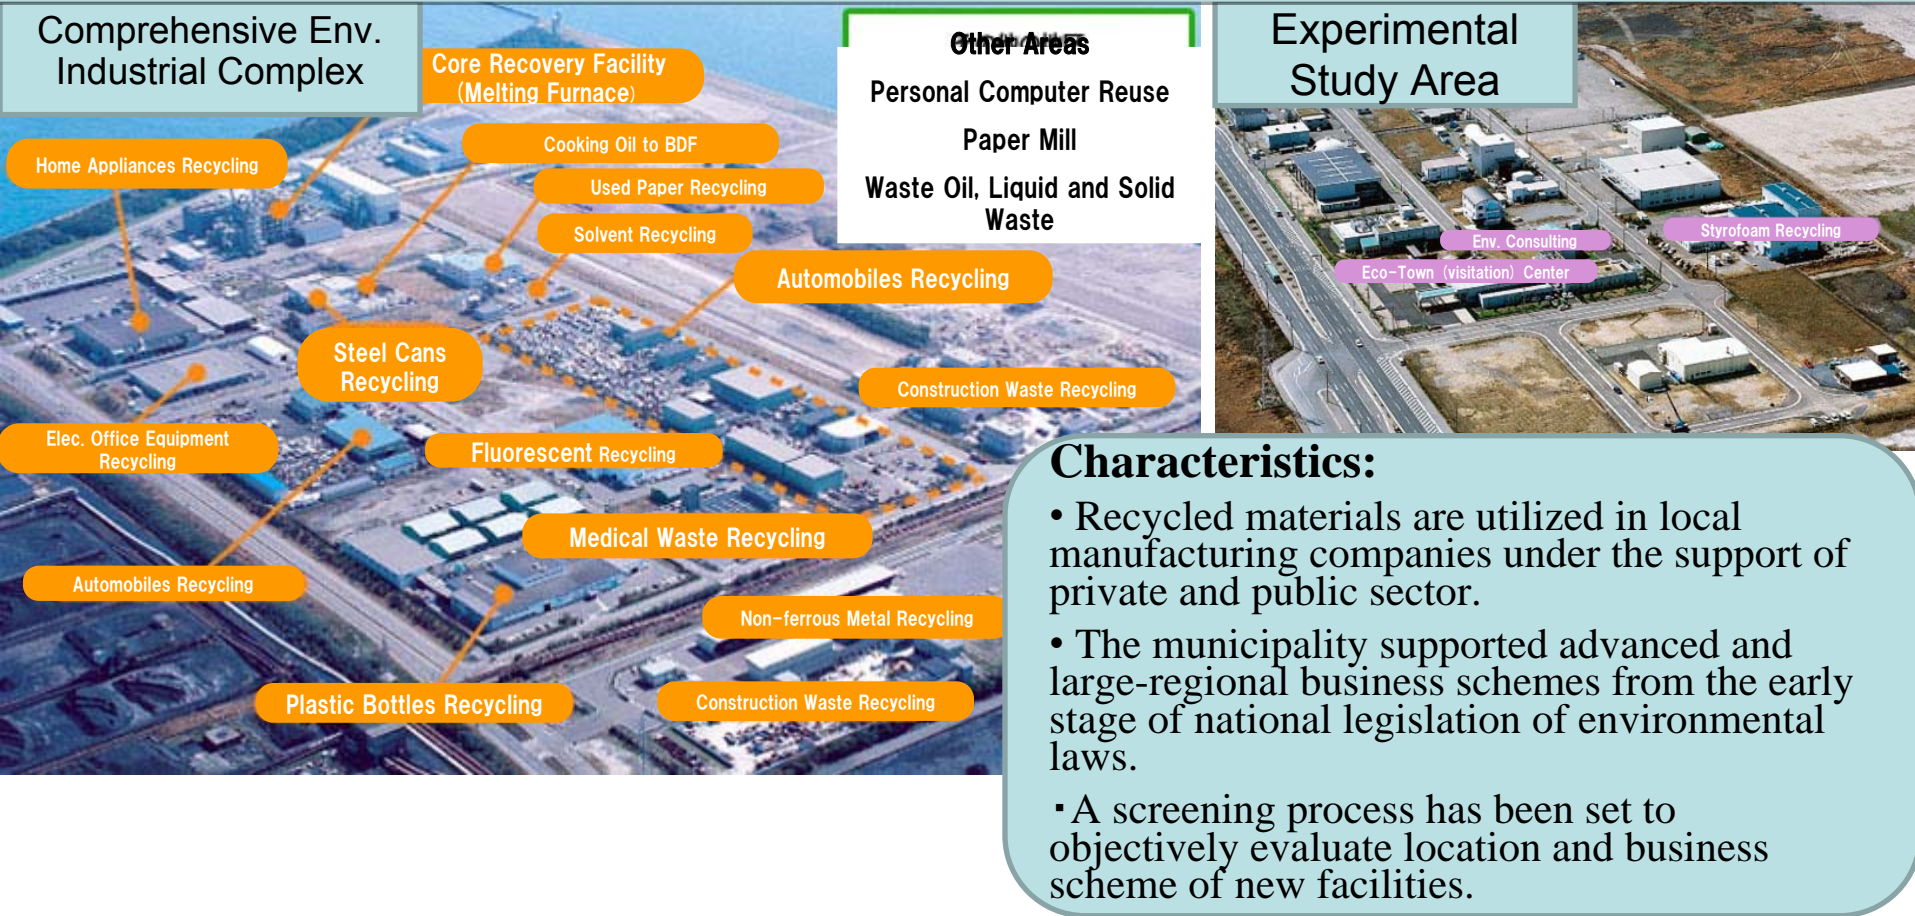 Comprehensive Env.
Industrial Complex
Core Recovery Facility
(Melting Furnace)
Cooking Oil to BDF
Home Appliances Recycling
Used Paper Recycling
Solvent Recycling
Automobiles Recycling
Steel Cans
Recycling
Construction Waste Recycling
Elec. Office Equipment
Recycling
Fluorescent Recycling
Medical Waste Recycling
Automobiles Recycling
Non-ferrous Metal Recycling
Plastic Bottles Recycling
Construction Waste Recycling
Other Areas
Personal Computer Reuse
Paper Mill
Waste Oil, Liquid and Solid
Waste
Experimental
Study Area
Styrofoam Recycling
Env. Consulting
Eco-Town (visitation) Center
Characteristics:
• Recycled materials are utilized in local
manufacturing companies under the support of
private and public sector.
• The municipality supported advanced and
large-regional business schemes from the early
stage of national legislation of environmental
laws.
･A screening process has been set to
objectively evaluate location and business
scheme of new facilities.